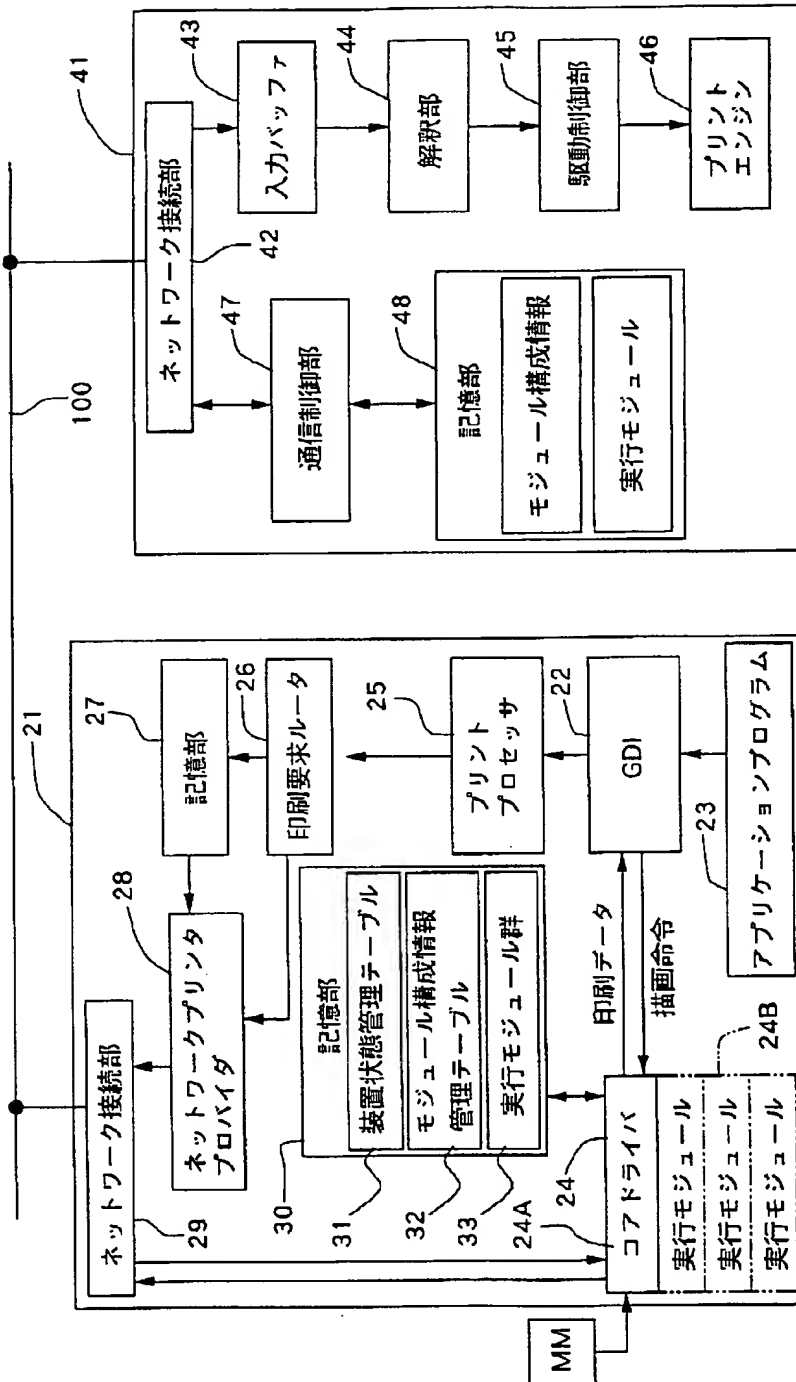 100
21
ネットワーク接続部
29
ネットワークプリンタ
プロバイダ
28
記憶部
27
印刷要求ルータ
26
プリント
プロセッサ
25
記憶部
30
装置状態管理テーブル
31
モジュール構成情報
管理テーブル
32
実行モジュール群
33
GDI
22
アプリケーションプログラム
23
印刷データ
描画命令
コアドライバ
24
24A
24B
実行モジュール
実行モジュール
実行モジュール
MM
41
ネットワーク接続部
42
入力バッファ
43
解釈部
44
駆動制御部
45
プリント
エンジン
46
通信制御部
47
記憶部
48
モジュール構成情報
実行モジュール